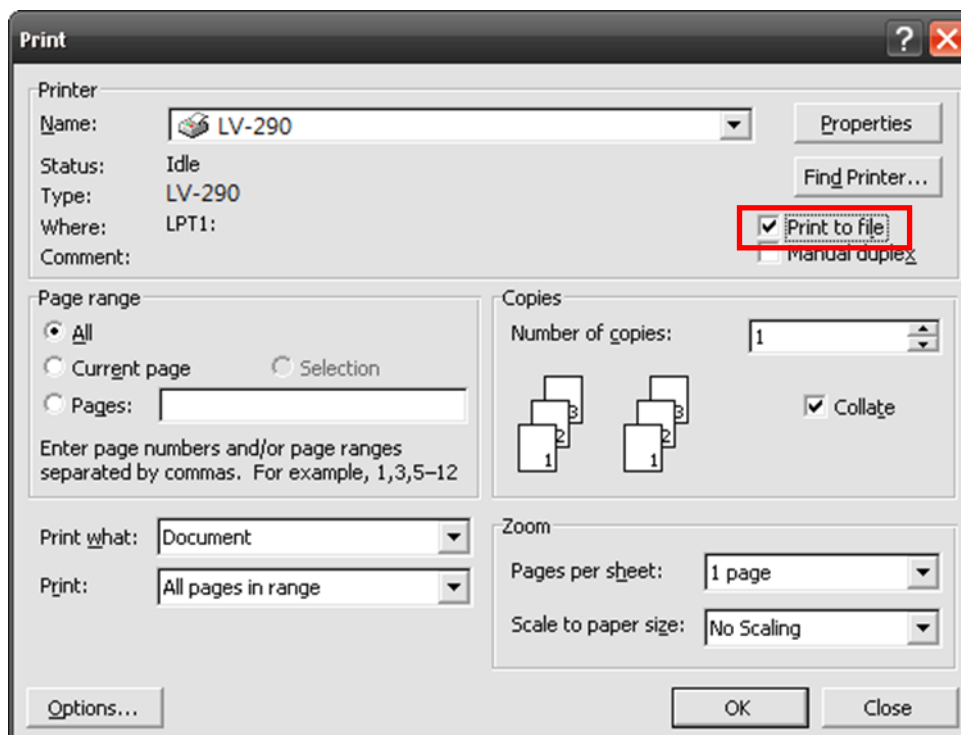 Print
?
Printer
Name: LV-290 Properties
Status: Idle
Find Printer...
Type: LV-290
Where: LPT1: Print to file
Comment: Manual duplex
Page range
All
Current page Selection
Pages:
Enter page numbers and/or page ranges
separated by commas. For example, 1,3,5–12
Copies
Number of copies: 1
3 3
2 2
1 1
Collate
Print what: Document
Print: All pages in range
Zoom
Pages per sheet: 1 page
Scale to paper size: No Scaling
Options... OK Close